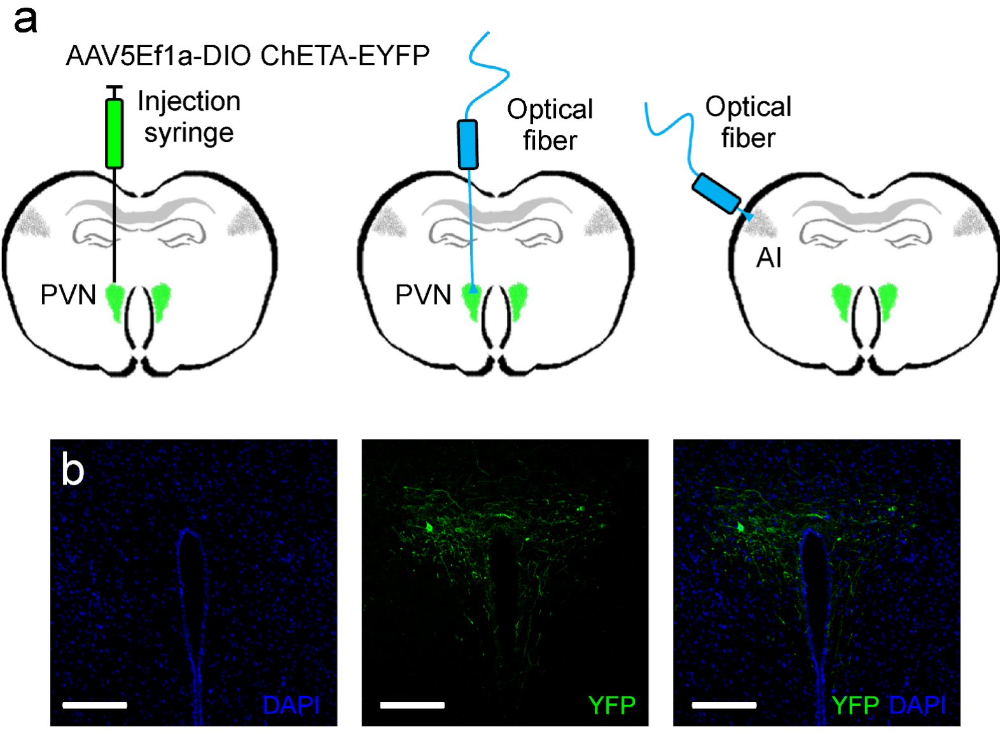 a
AAV5Ef1a-DIO ChETA-EYFP
Injection
syringe
Optical
fiber
Optical
fiber
PVN
PVN
AI
b
DAPI
YFP
YFP DAPI